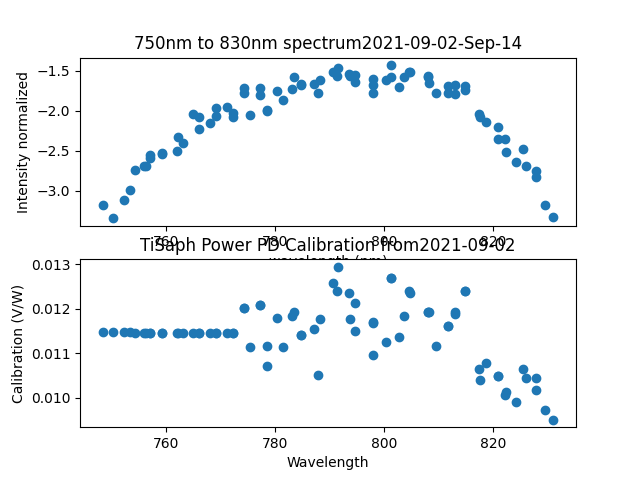 750nm to 830nm spectrum2021-09-02-Sep-14
Intensity normalized
−1.5
−2.0
−2.5
−3.0
760 780 800 820
wavelength (nm)
TiSaph Power PD Calibration from2021-09-02
Calibration (V/W)
0.013
0.012
0.011
0.010
760 780 800 820
Wavelength